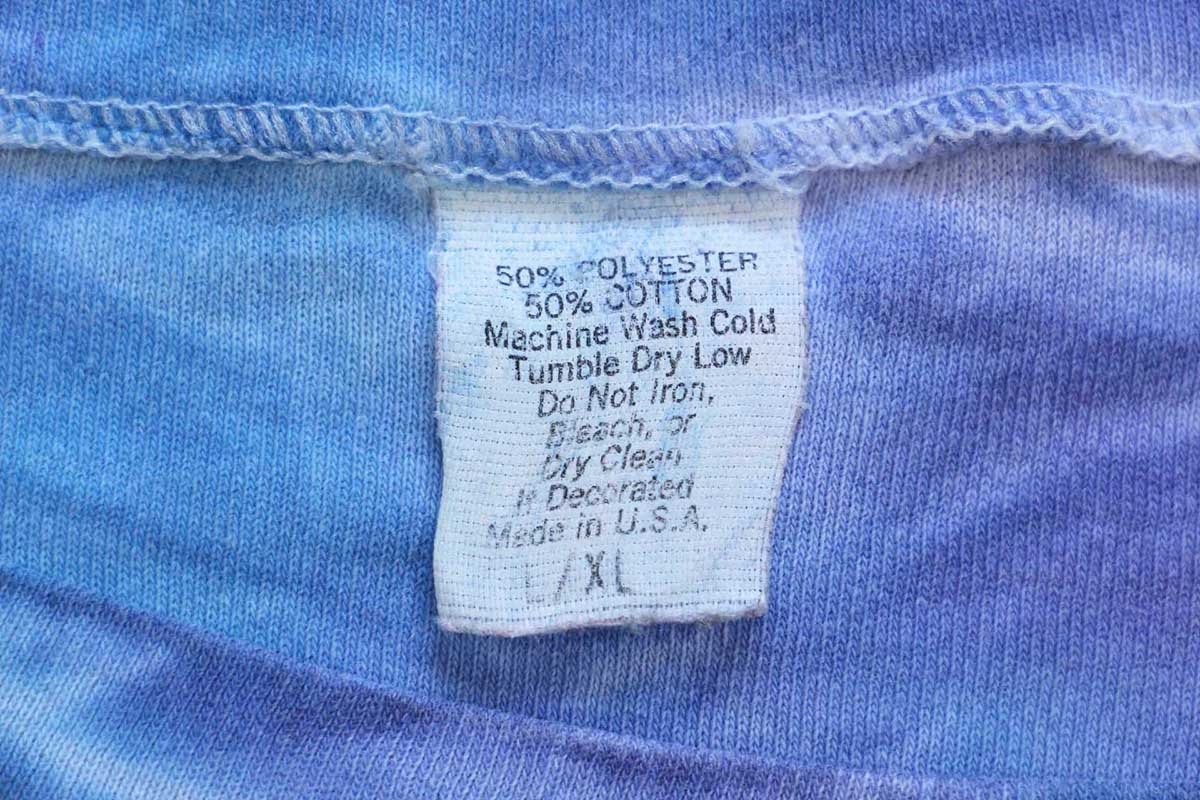 50% POLYESTER
50% COTTON
Machine Wash Cold
Tumble Dry Low
Do Not Iron,
Bleach, or
Dry Clean
If Decorated
Made in U.S.A.
L/XL